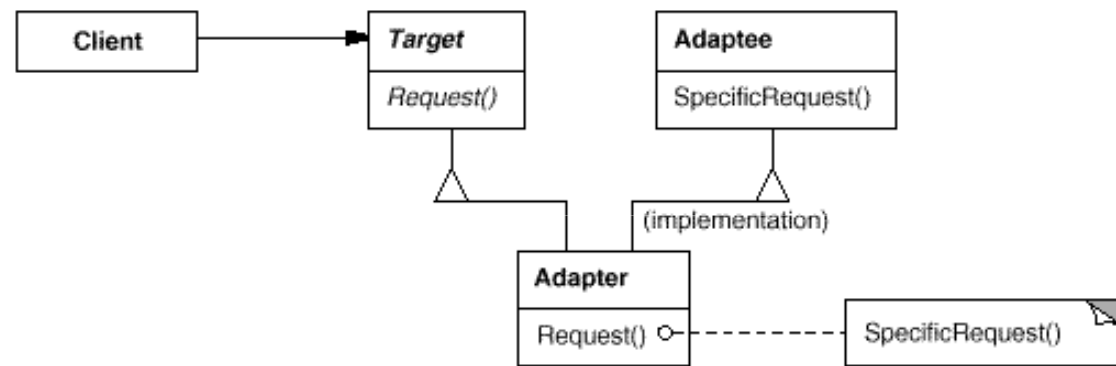 Client
Target
Request()
Adaptee
SpecificRequest()
(implementation)
Adapter
Request()
SpecificRequest()